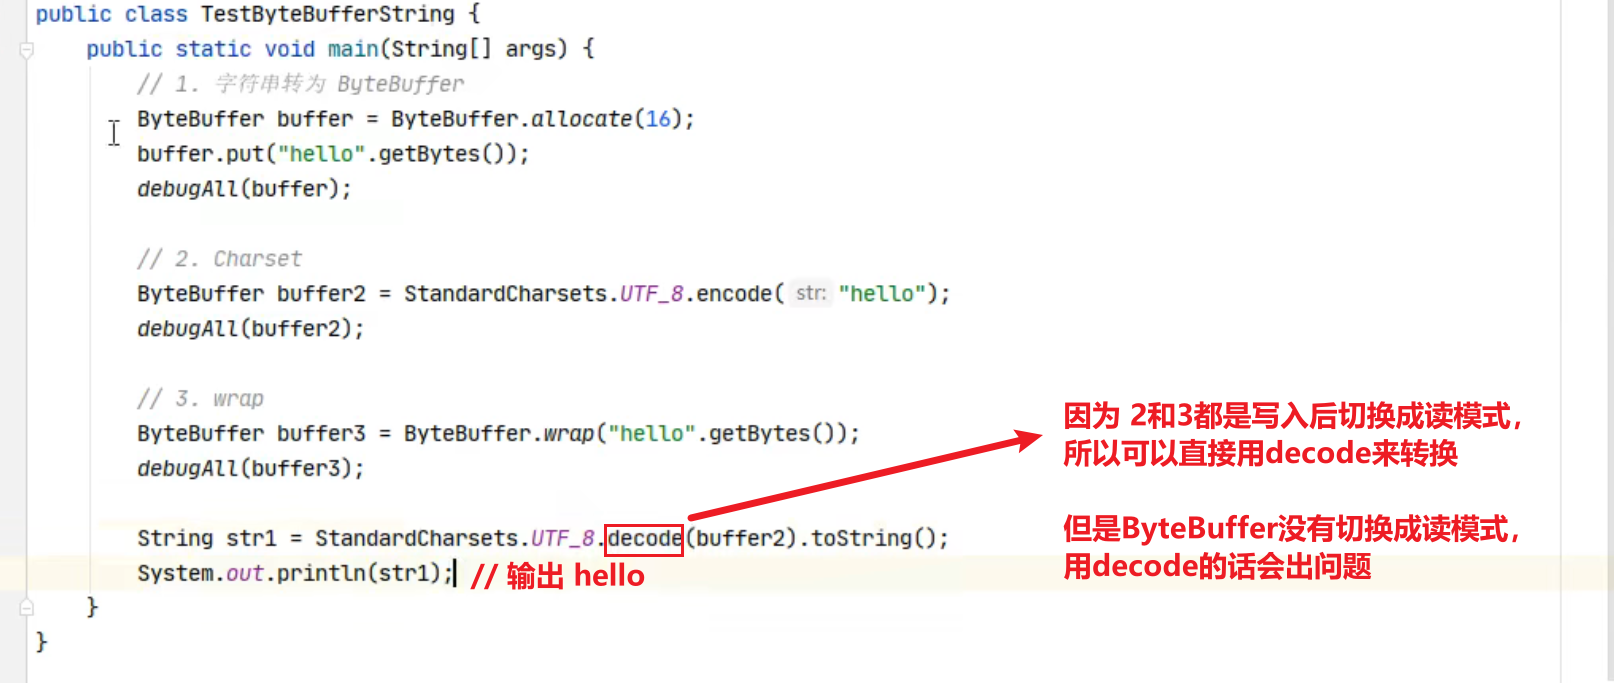 public class TestByteBufferString {
public static void main(String[] args) {
// 1. 字符串转为 ByteBuffer
ByteBuffer buffer = ByteBuffer.allocate(16);
buffer.put("hello".getBytes());
debugAll(buffer);
// 2. Charset
ByteBuffer buffer2 = StandardCharsets.UTF_8.encode( str: "hello");
debugAll(buffer2);
// 3. wrap
ByteBuffer buffer3 = ByteBuffer.wrap("hello".getBytes());
debugAll(buffer3);
因为 2和3都是写入后切换成读模式，
所以可以直接用decode来转换
但是ByteBuffer没有切换成读模式，
用decode的话会出问题
String str1 = StandardCharsets.UTF_8.decode(buffer2).toString();
System.out.println(str1); // 输出 hello
}
}